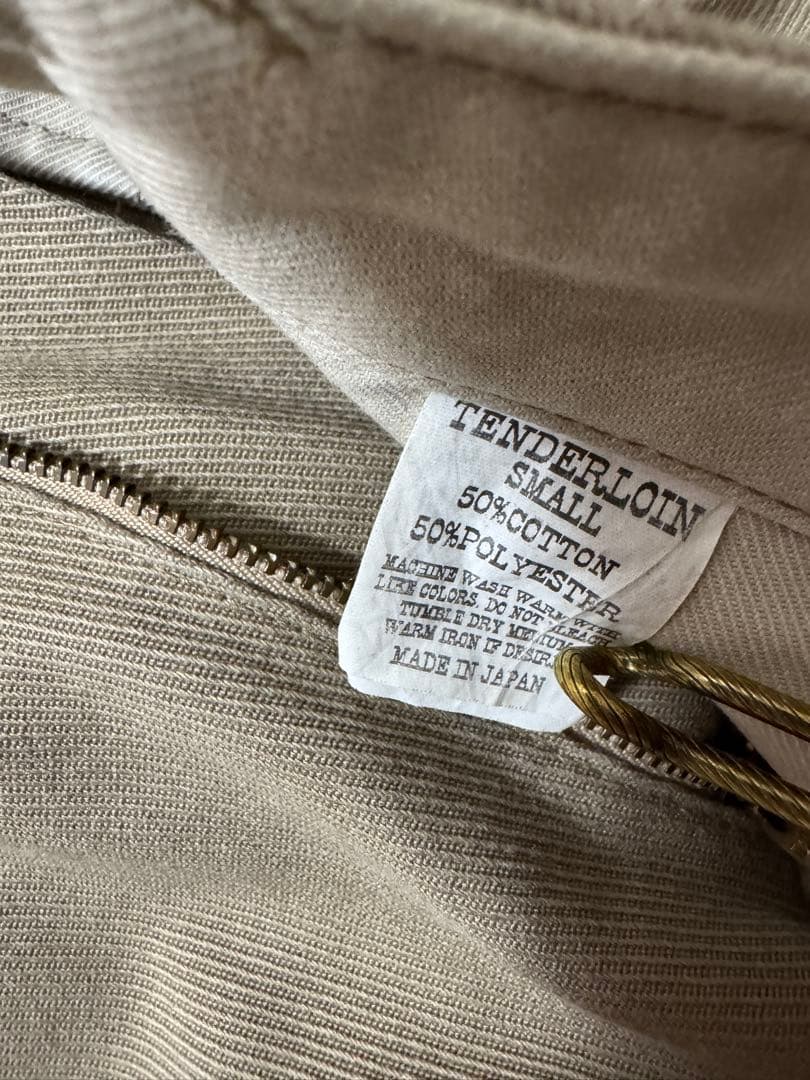 TENDERLOIN
SMALL
50%COTTON
50%POLYESTER
MACHINE WASH WARM WITH
LIKE COLORS. DO NOT BLEACH
TUMBLE DRY MEDIUM
WARM IRON IF
MADE IN JAPAN